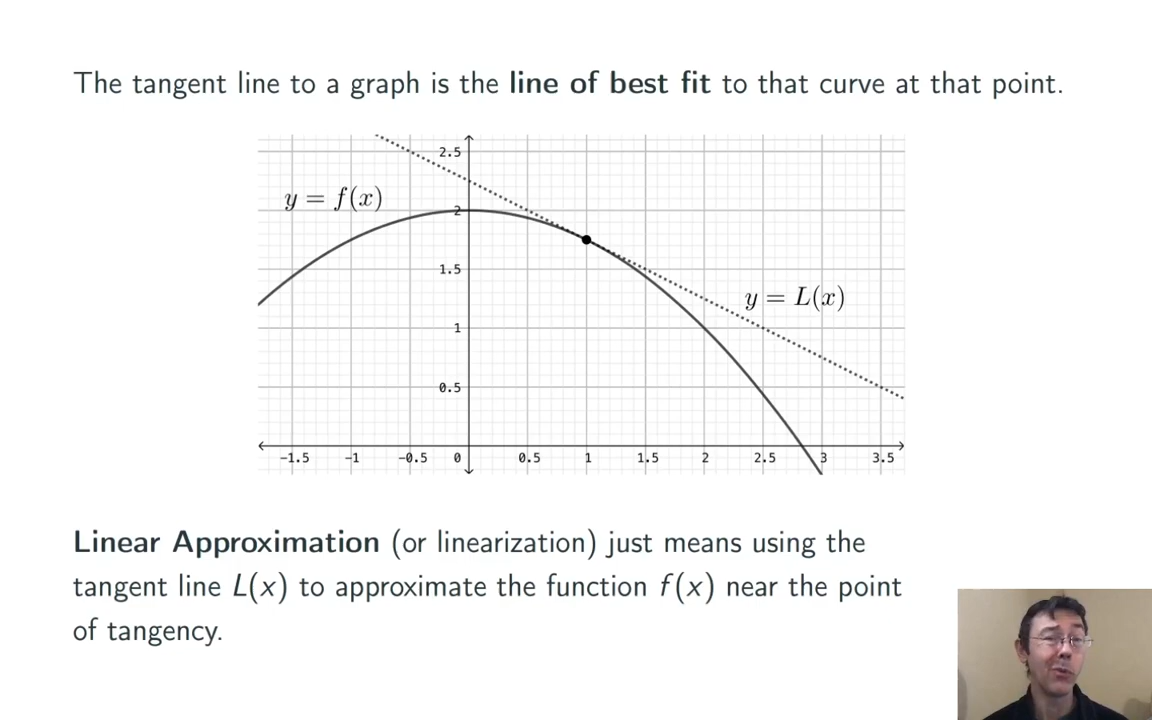 The tangent line to a graph is the line of best fit to that curve at that point.
2.5
y = f(x)
2
1.5
y = L(x)
1
0.5
−1.5 −1 −0.5 0 0.5 1 1.5 2 2.5 3 3.5
Linear Approximation (or linearization) just means using the
tangent line L(x) to approximate the function f(x) near the point
of tangency.